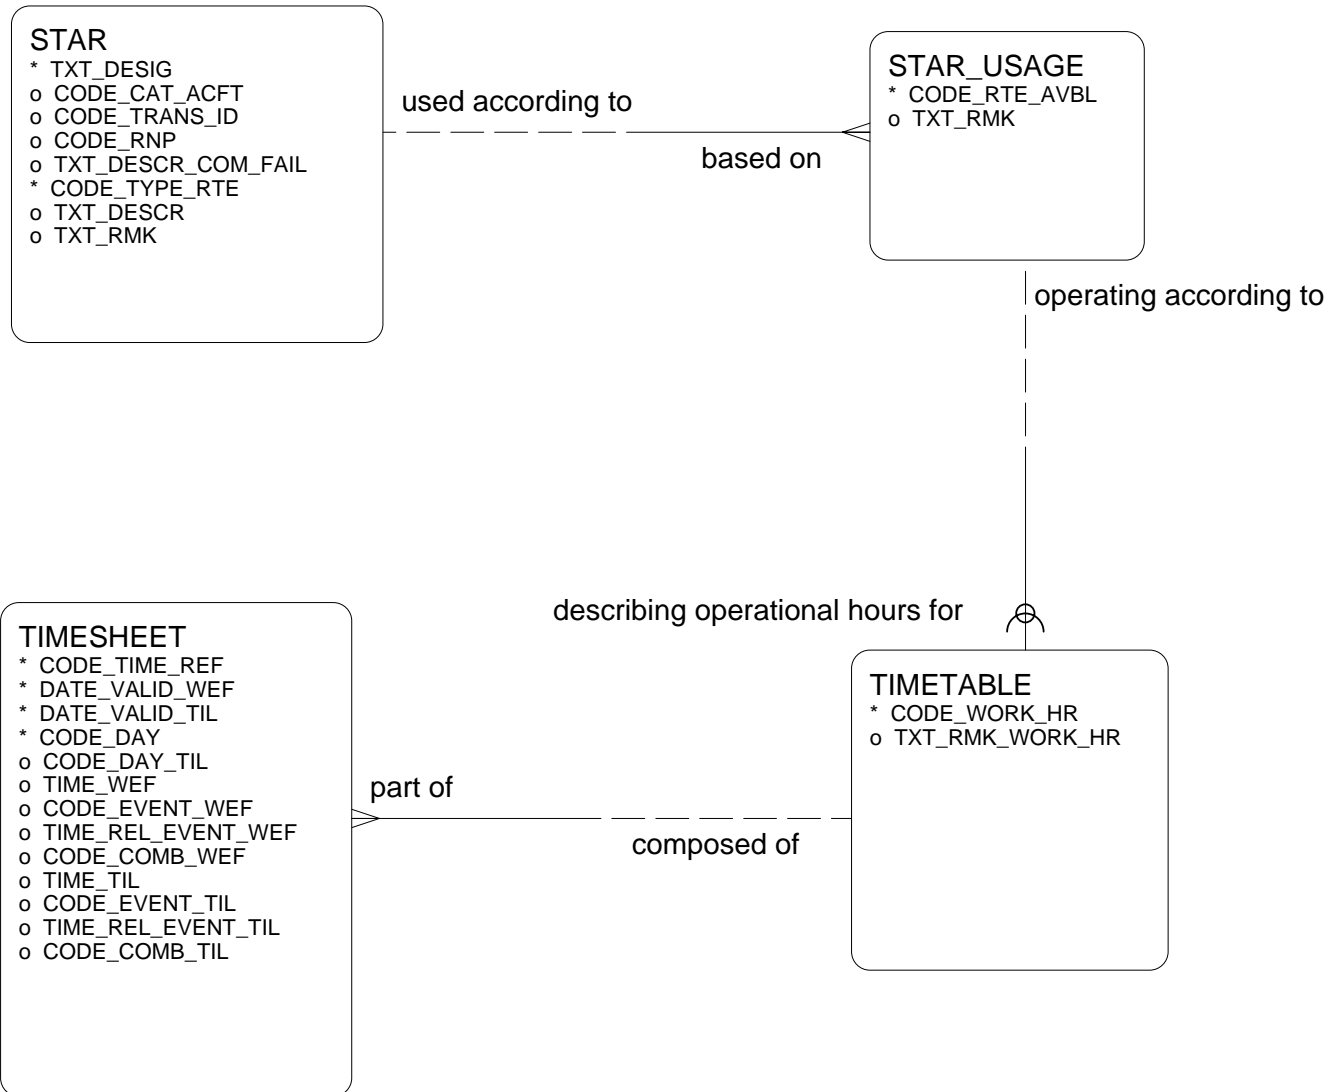 STAR
* TXT_DESIG
o CODE_CAT_ACFT
o CODE_TRANS_ID
o CODE_RNP
o TXT_DESCR_COM_FAIL
* CODE_TYPE_RTE
o TXT_DESCR
o TXT_RMK
used according to
based on
STAR_USAGE
* CODE_RTE_AVBL
o TXT_RMK
operating according to
describing operational hours for
TIMESHEET
* CODE_TIME_REF
* DATE_VALID_WEF
* DATE_VALID_TIL
* CODE_DAY
o CODE_DAY_TIL
o TIME_WEF
o CODE_EVENT_WEF
o TIME_REL_EVENT_WEF
o CODE_COMB_WEF
o TIME_TIL
o CODE_EVENT_TIL
o TIME_REL_EVENT_TIL
o CODE_COMB_TIL
part of
composed of
TIMETABLE
* CODE_WORK_HR
o TXT_RMK_WORK_HR